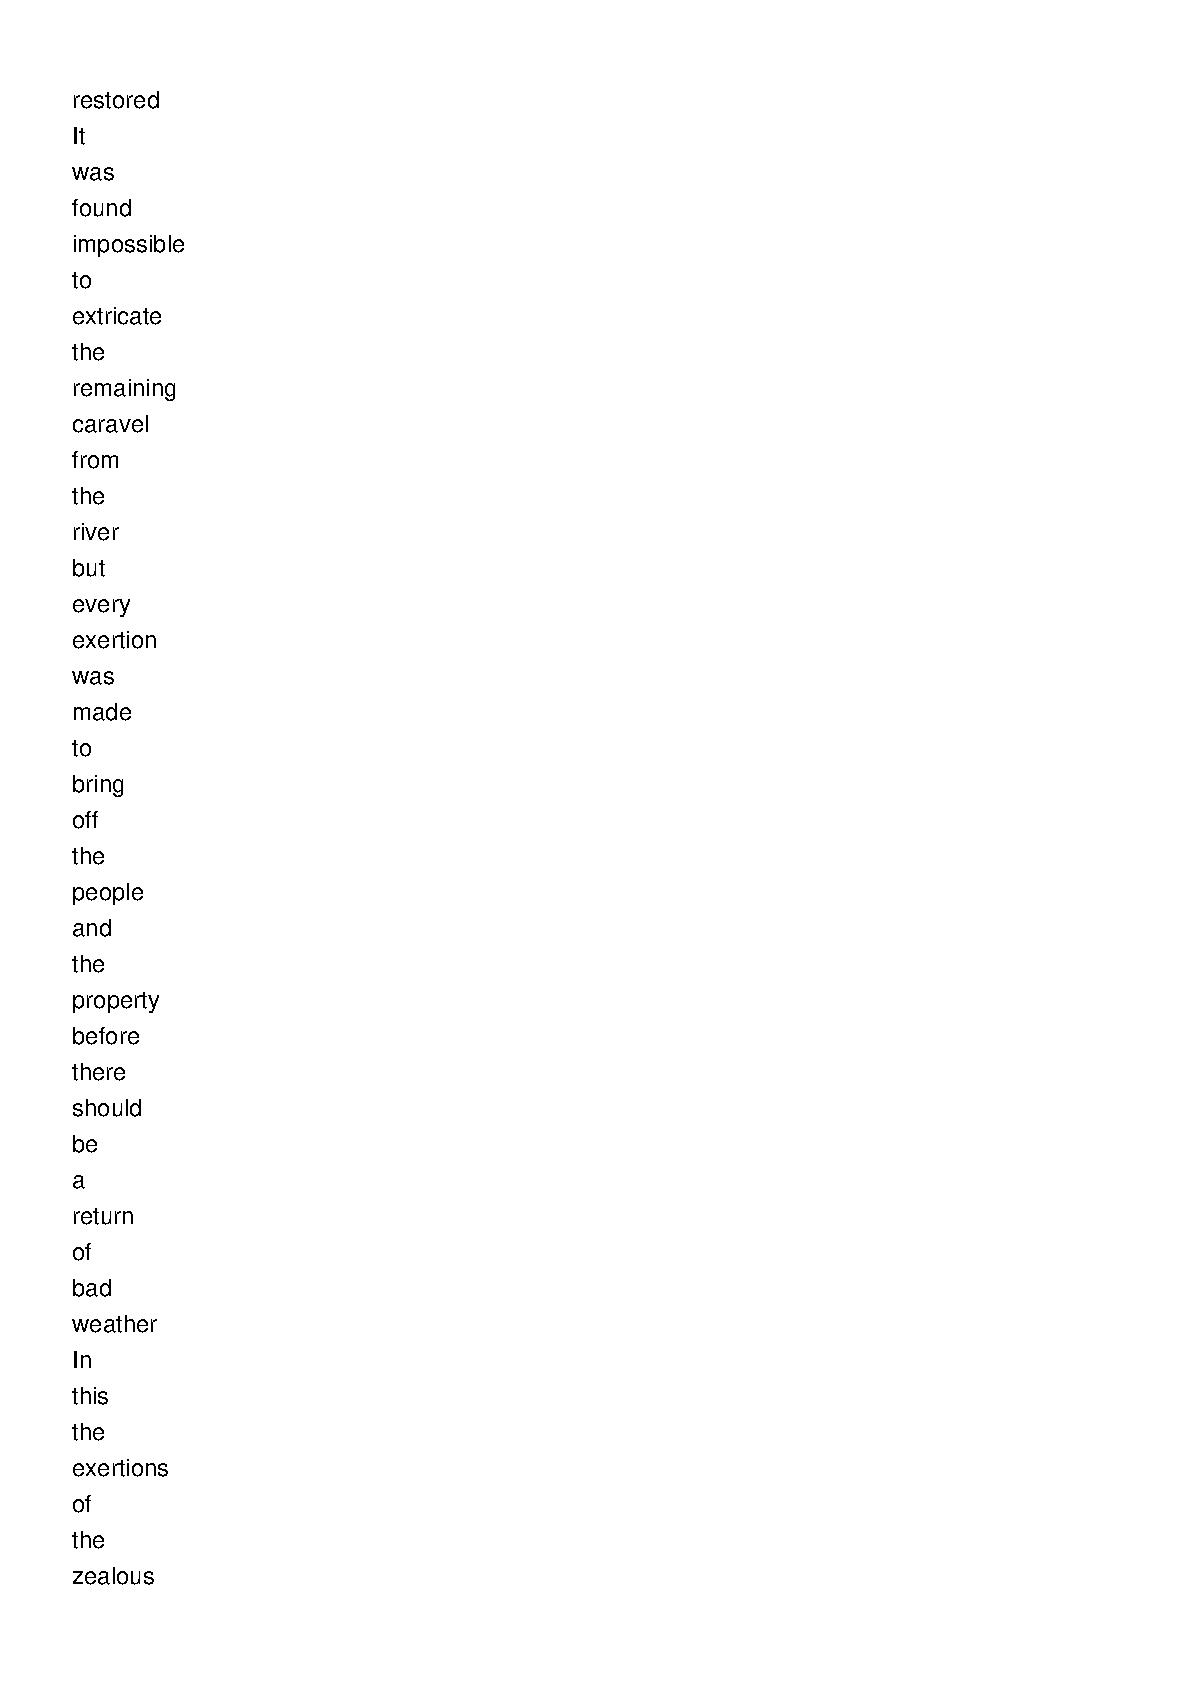 restored
It
was
found
impossible
to
extricate
the
remaining
caravel
from
the
river
but
every
exertion
was
made
to
bring
off
the
people
and
the
property
before
there
should
be
a
return
of
bad
weather
In
this
the
exertions
of
the
zealous